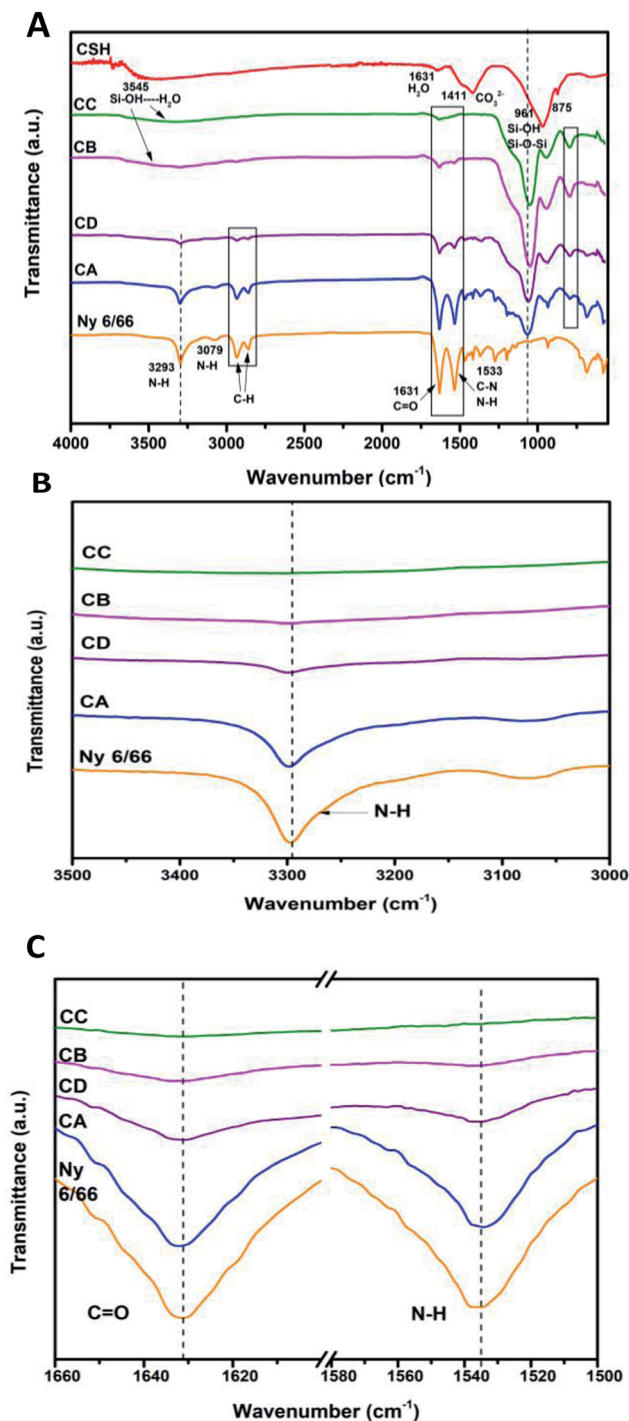 A
CSH
3545
Si-OH----H₂O
1631
H₂O
1411
CO₃²⁻
961
Si-OH
Si-O-Si
875
CC
CB
CD
CA
Ny 6/66
3293
N-H
3079
N-H
C-H
1631
C=O
1533
C-N
N-H
Transmittance (a.u.)
4000 3500 3000 2500 2000 1500 1000
Wavenumber (cm⁻¹)
B
CC
CB
CD
CA
Ny 6/66
N-H
Transmittance (a.u.)
3500 3400 3300 3200 3100 3000
Wavenumber (cm⁻¹)
C
CC
CB
CD
CA
Ny
6/66
C=O
N-H
Transmittance (a.u.)
1660 1640 1620 1580 1560 1540 1520 1500
Wavenumber (cm⁻¹)